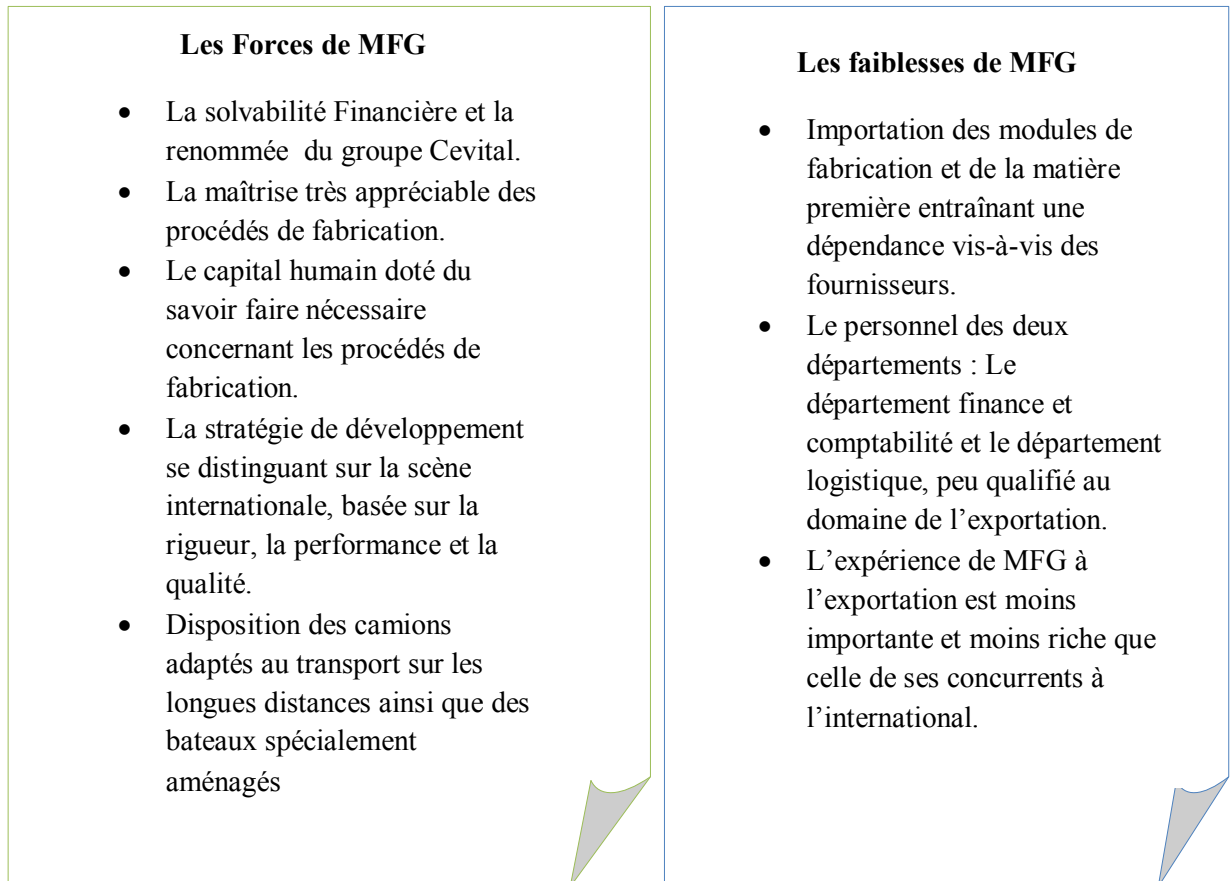 Les Forces de MFG
• La solvabilité Financière et la
renommée du groupe Cevital.
• La maîtrise très appréciable des
procédés de fabrication.
• Le capital humain doté du
savoir faire nécessaire
concernant les procédés de
fabrication.
• La stratégie de développement
se distinguant sur la scène
internationale, basée sur la
rigueur, la performance et la
qualité.
• Disposition des camions
adaptés au transport sur les
longues distances ainsi que des
bateaux spécialement
aménagés
Les faiblesses de MFG
• Importation des modules de
fabrication et de la matière
première entraînant une
dépendance vis-à-vis des
fournisseurs.
• Le personnel des deux
départements : Le
département finance et
comptabilité et le département
logistique, peu qualifié au
domaine de l’exportation.
• L’expérience de MFG à
l’exportation est moins
importante et moins riche que
celle de ses concurrents à
l’international.